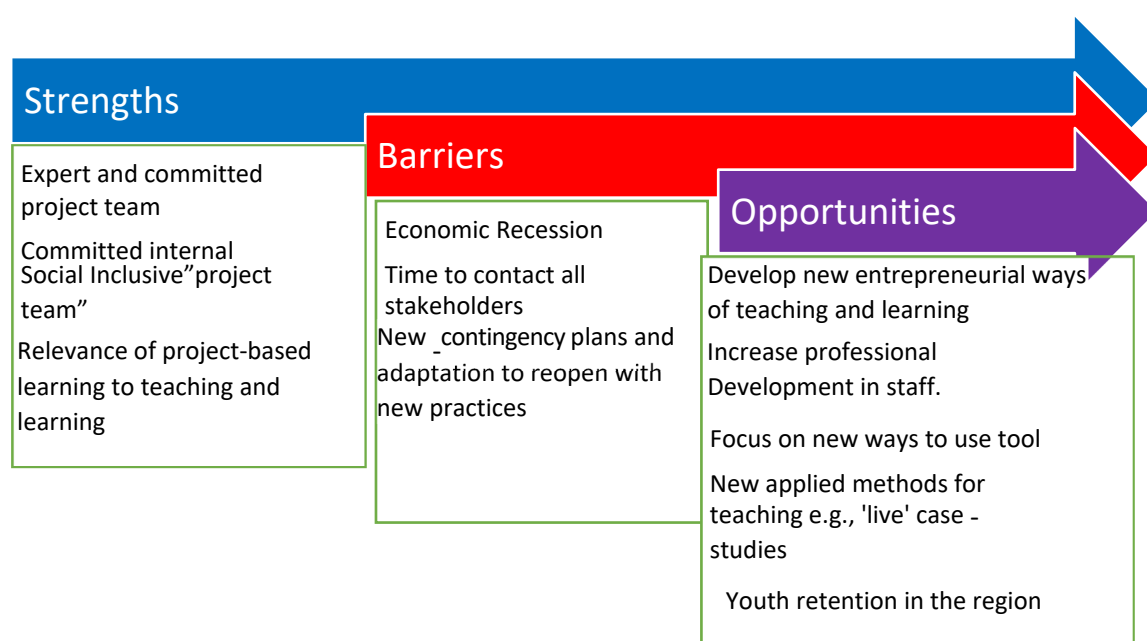 Strengths
Expert and committed
project team
Committed internal
Social Inclusive”project
team”
Relevance of project-based
learning to teaching and
learning
Barriers
Economic Recession
Time to contact all
stakeholders
New _contingency plans and
adaptation to reopen with
new practices
Opportunities
Develop new entrepreneurial ways
of teaching and learning
Increase professional
Development in staff.
Focus on new ways to use tool
New applied methods for
teaching e.g., 'live' case -
studies
Youth retention in the region